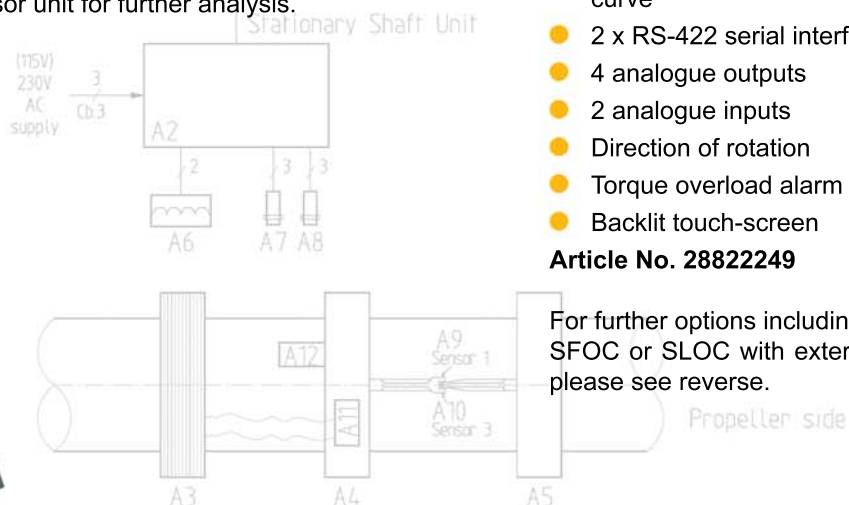 sor unit for further analysis.
Stationary Shaft Unit
(115V)
230V
AC
supply
3
Cb.3
A2
2
3
3
A6
A7
A8
A12
A9
Sensor 1
A10
Sensor 3
A11
A3
A4
A5
Propeller side
curve
2 x RS-422 serial interf
4 analogue outputs
2 analogue inputs
Direction of rotation
Torque overload alarm
Backlit touch-screen
Article No. 28822249
For further options includin
SFOC or SLOC with exter
please see reverse.